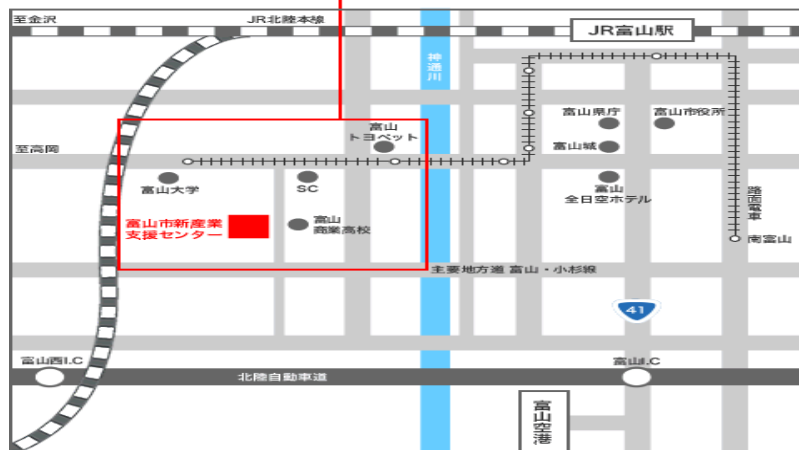 至金沢
JR北陸本線
JR富山駅
神通川
富山県庁
富山市役所
富山
トヨペット
至高岡
富山城
富山大学
SC
富山
全日空ホテル
路面電車
富山市新産業
支援センター
富山
商業高校
南富山
主要地方道 富山・小杉線
41
富山西I.C
富山I.C
北陸自動車道
富山空港